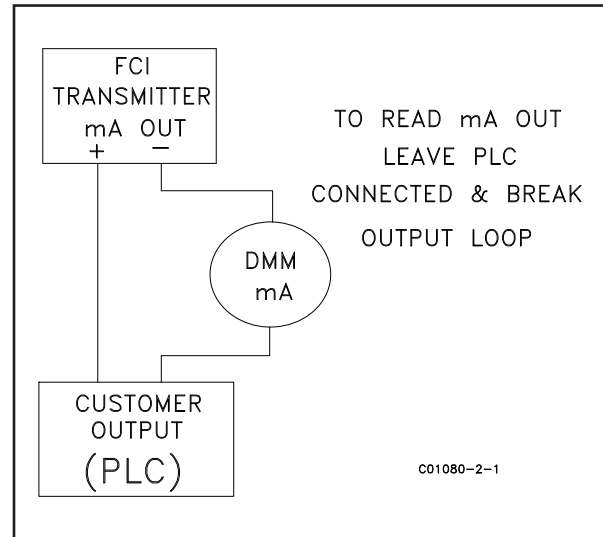 FCI
TRANSMITTER
mA OUT
+ −
TO READ mA OUT
LEAVE PLC
CONNECTED & BREAK
OUTPUT LOOP
DMM
mA
CUSTOMER
OUTPUT
(PLC)
C01080-2-1